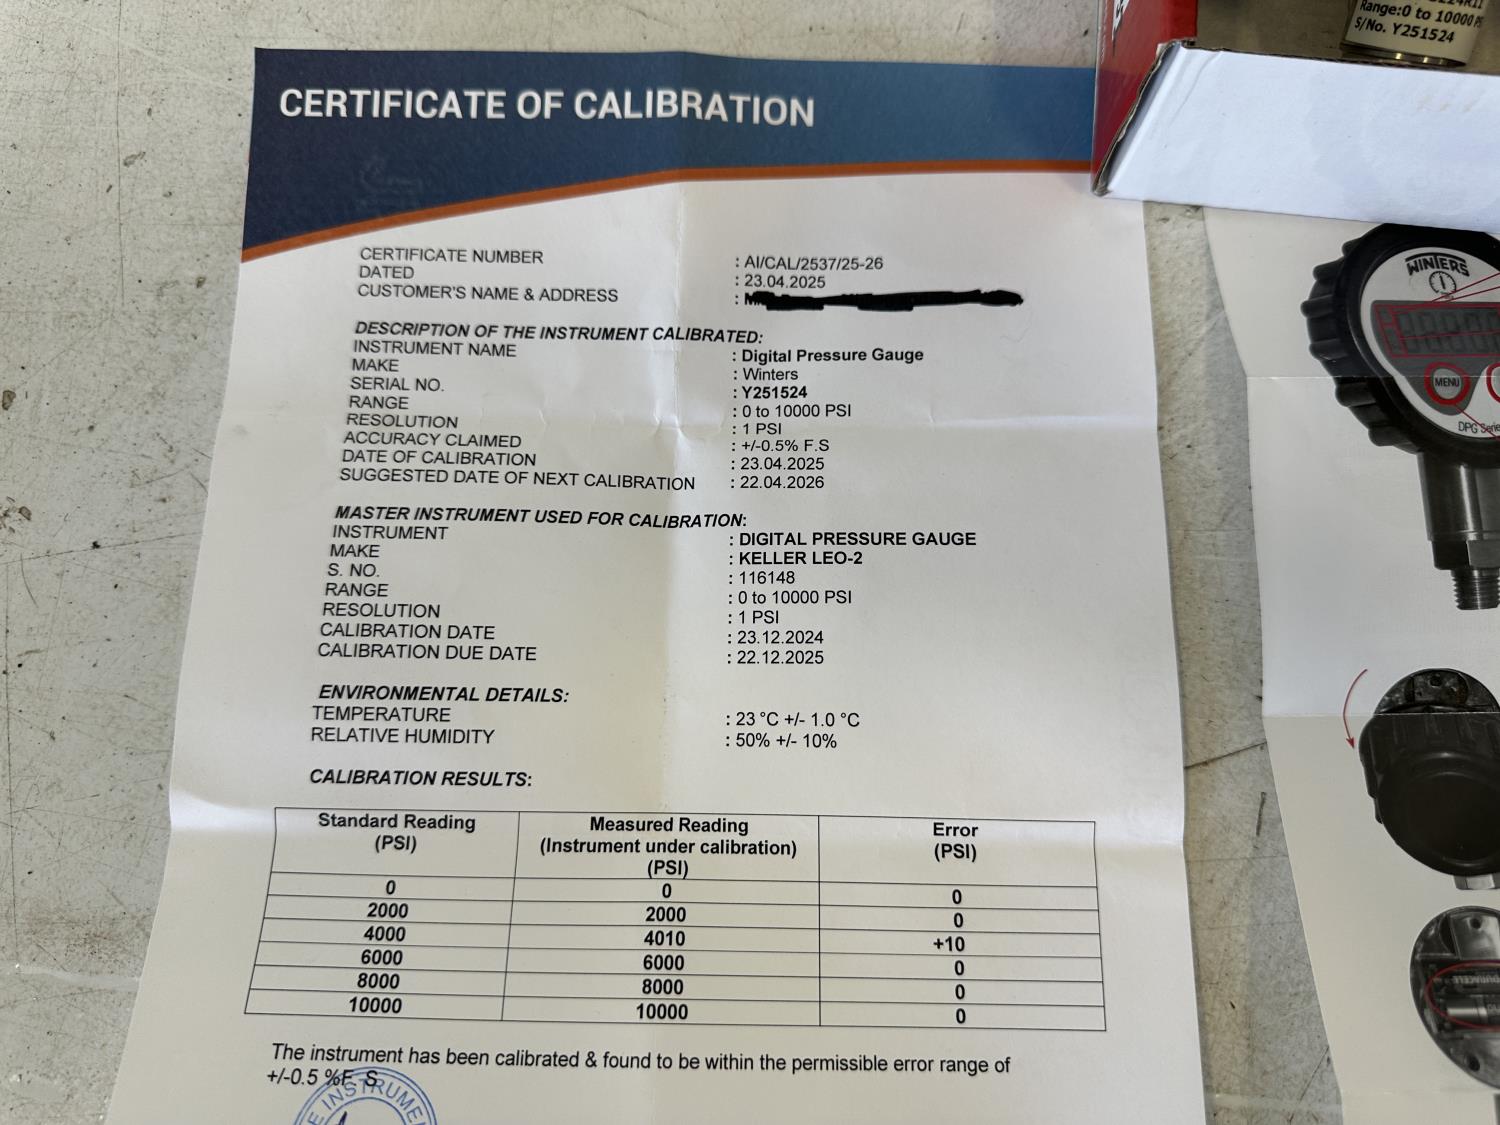 CERTIFICATE OF CALIBRATION
CERTIFICATE NUMBER : AI/CAL/2537/25-26
DATED : 23.04.2025
CUSTOMER'S NAME & ADDRESS :
DESCRIPTION OF THE INSTRUMENT CALIBRATED:
INSTRUMENT NAME : Digital Pressure Gauge
MAKE : Winters
SERIAL NO. : Y251524
RANGE : 0 to 10000 PSI
RESOLUTION : 1 PSI
ACCURACY CLAIMED : +/-0.5% F.S
DATE OF CALIBRATION : 23.04.2025
SUGGESTED DATE OF NEXT CALIBRATION : 22.04.2026
MASTER INSTRUMENT USED FOR CALIBRATION:
INSTRUMENT : DIGITAL PRESSURE GAUGE
MAKE : KELLER LEO-2
S. NO. : 116148
RANGE : 0 to 10000 PSI
RESOLUTION : 1 PSI
CALIBRATION DATE : 23.12.2024
CALIBRATION DUE DATE : 22.12.2025
ENVIRONMENTAL DETAILS:
TEMPERATURE : 23 °C +/- 1.0 °C
RELATIVE HUMIDITY : 50% +/- 10%
CALIBRATION RESULTS:
Standard Reading (PSI) Measured Reading (Instrument under calibration) (PSI) Error (PSI)
0 0 0
2000 2000 0
4000 4010 +10
6000 6000 0
8000 8000 0
10000 10000 0
The instrument has been calibrated & found to be within the permissible error range of
+/-0.5 %F. S
INSTRUMEN
Range:0 to 10000 PS
S/No. Y251524
WINTERS
MENU
DPG Serie
DURACELL